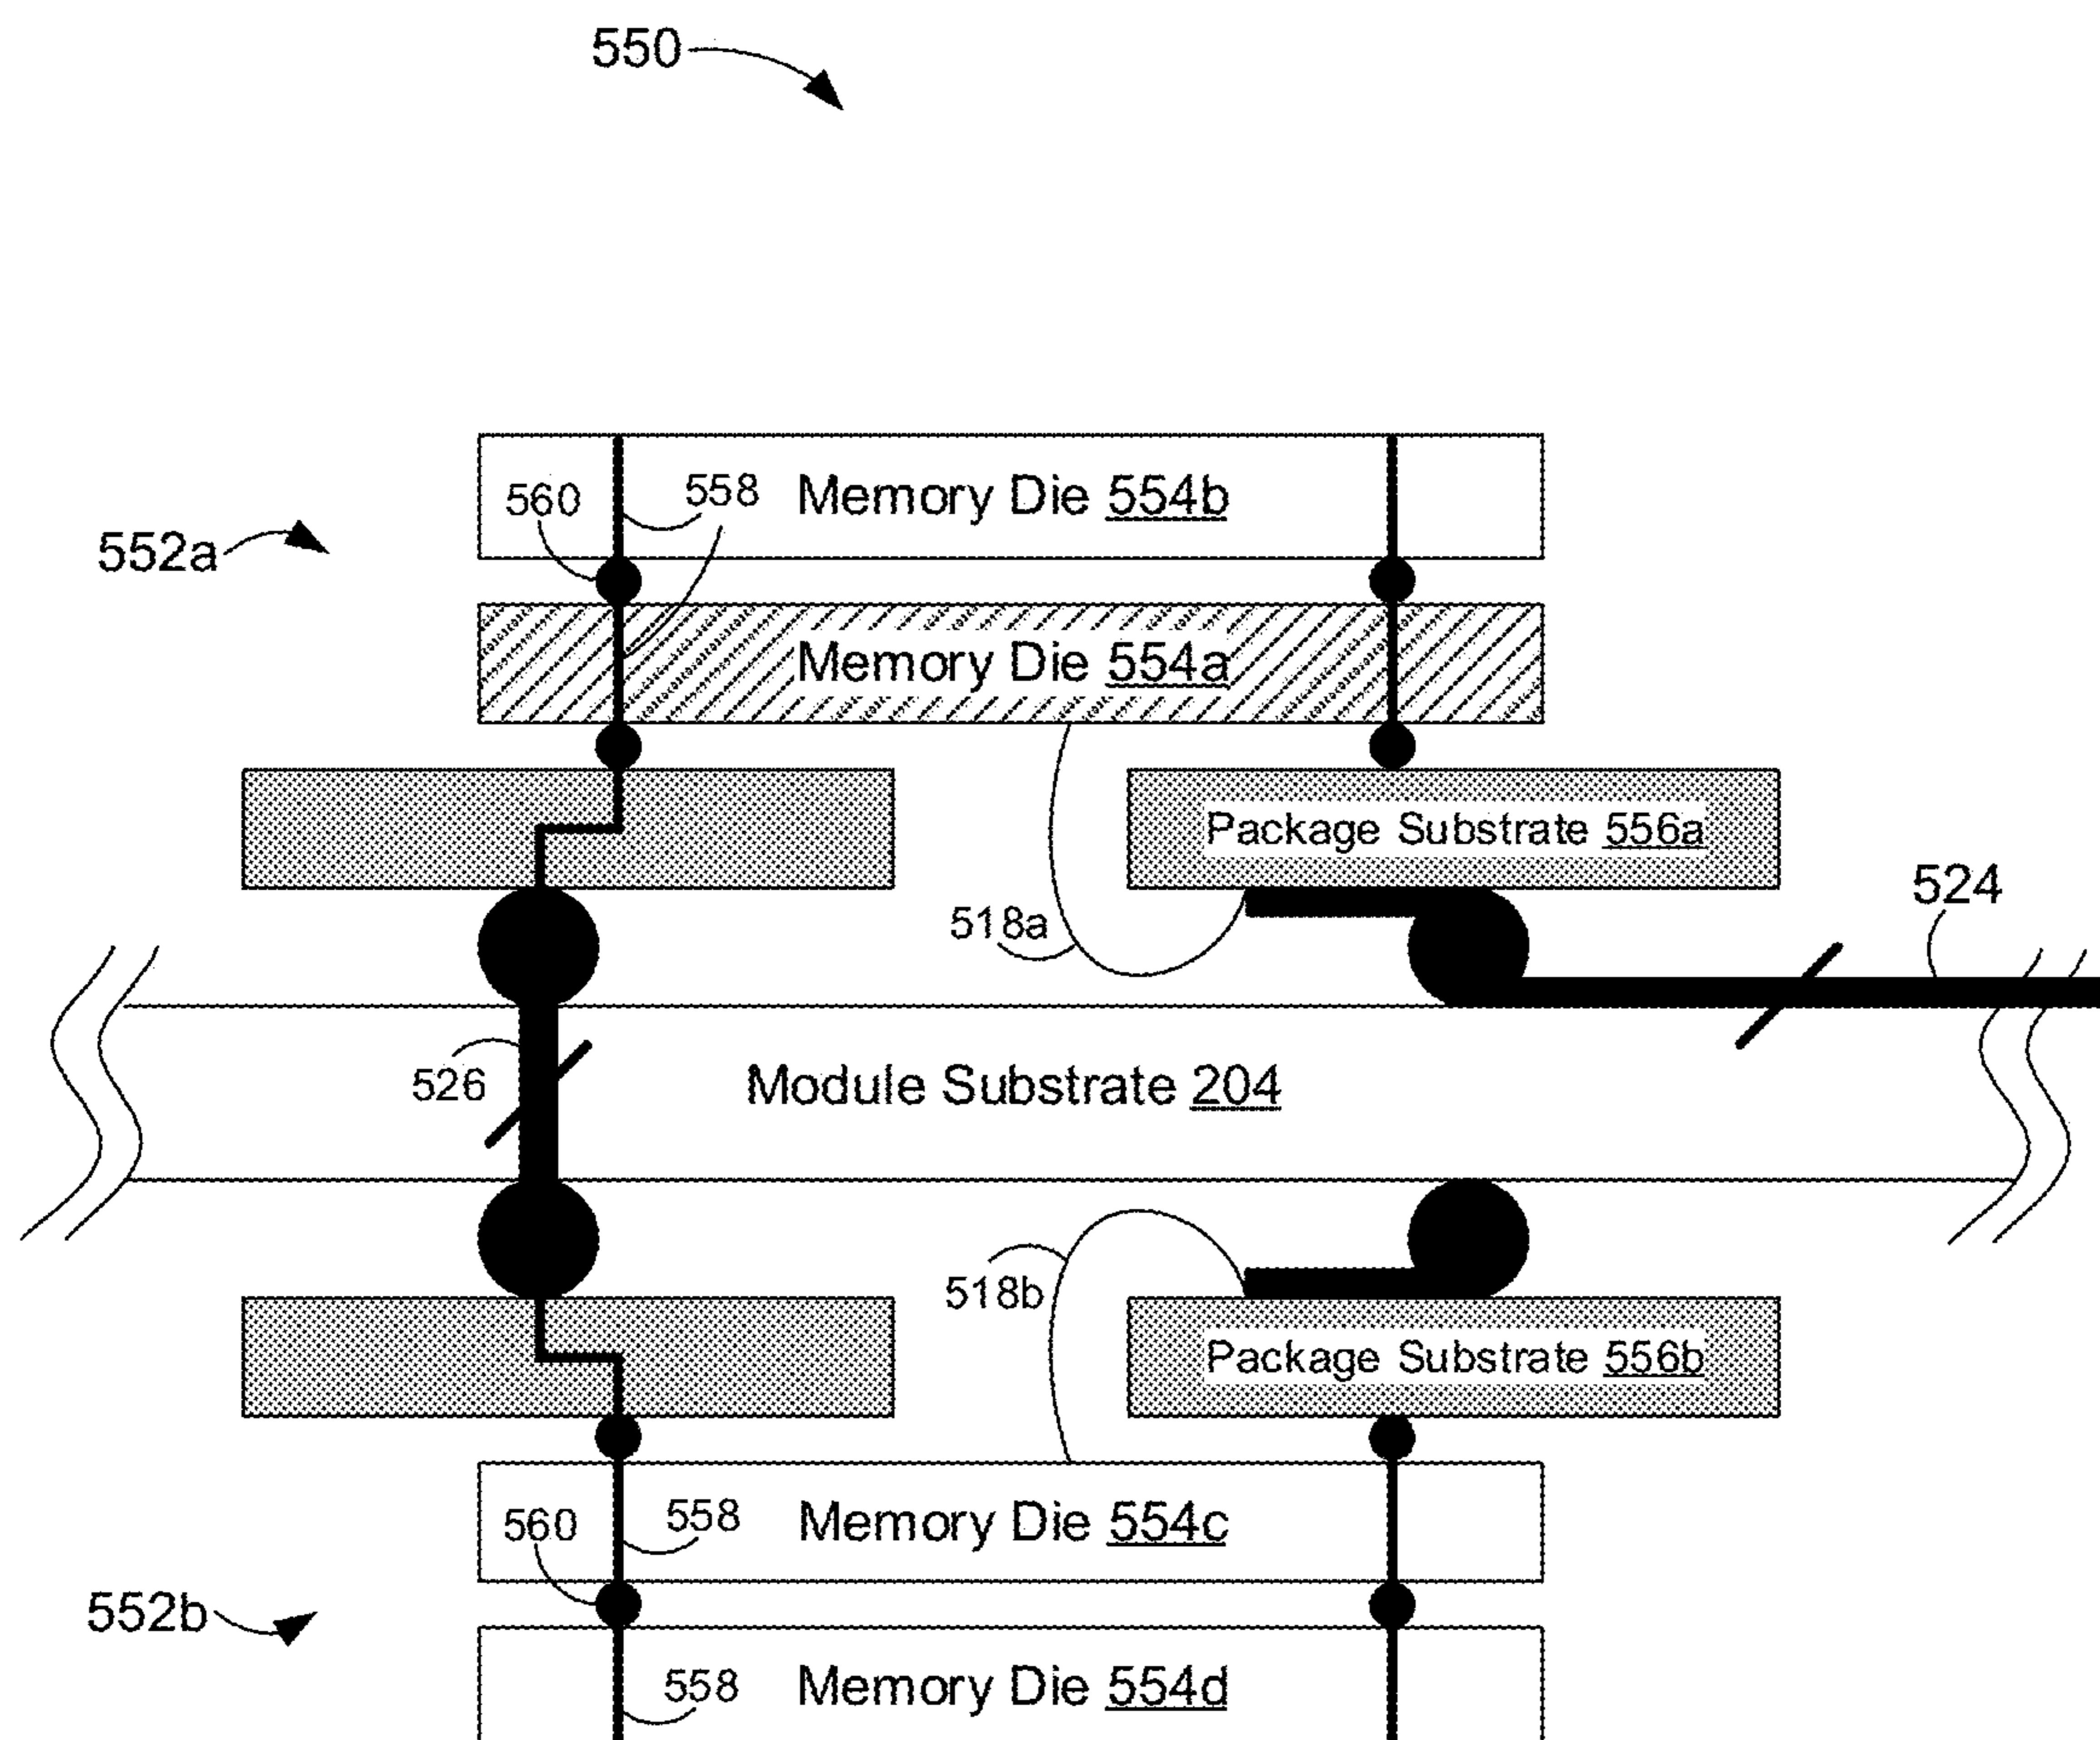 550
560
558
Memory Die 554b
552a
Memory Die 554a
Package Substrate 556a
524
518a
526
Module Substrate 204
518b
Package Substrate 556b
560
558
Memory Die 554c
552b
558
Memory Die 554d